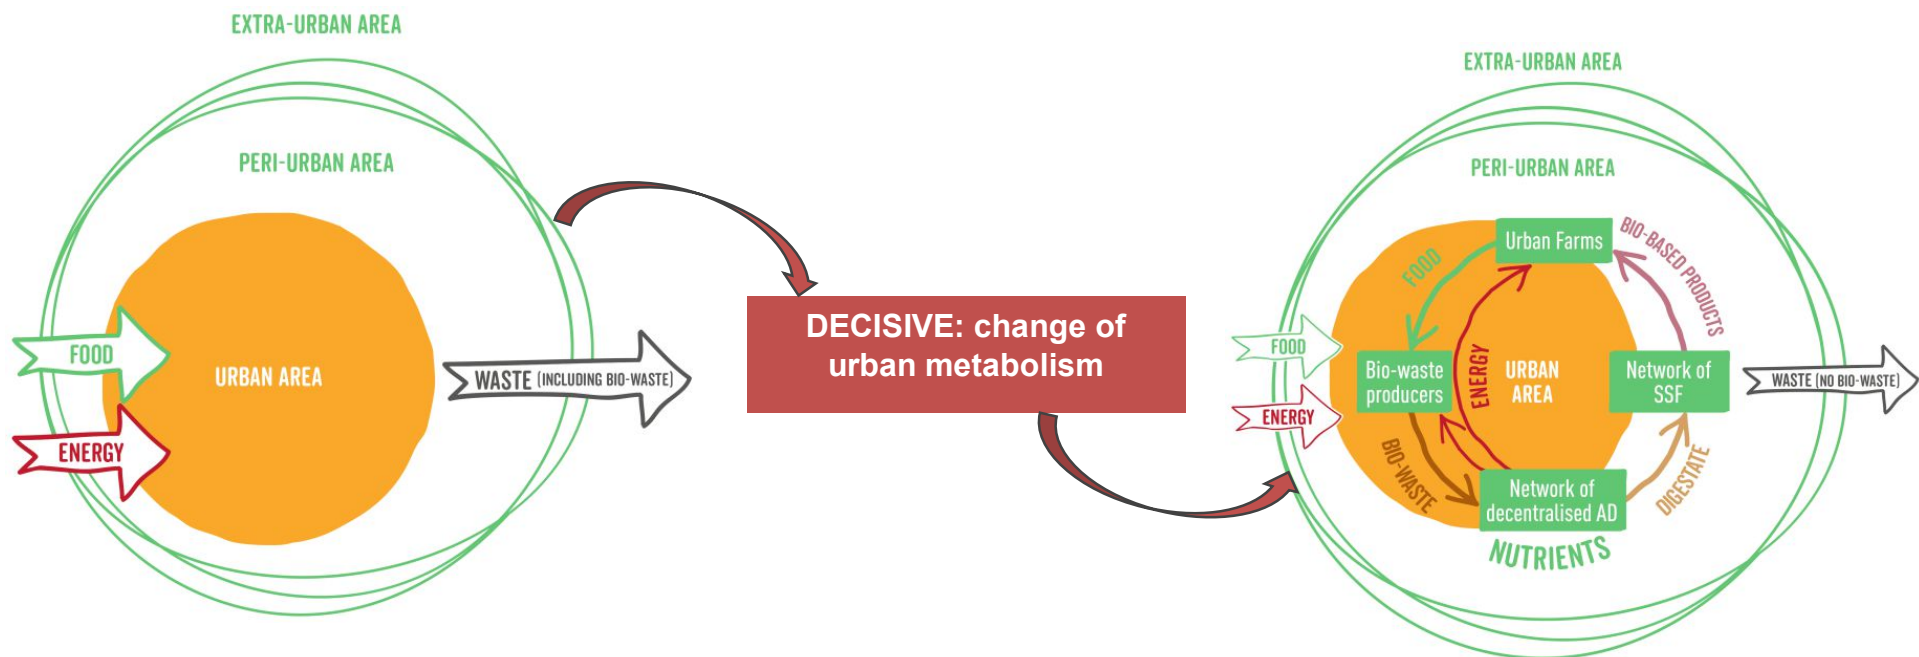 EXTRA-URBAN AREA
PERI-URBAN AREA
FOOD
URBAN AREA
ENERGY
WASTE (INCLUDING BIO-WASTE)
DECISIVE: change of
urban metabolism
EXTRA-URBAN AREA
PERI-URBAN AREA
Urban Farms
BIO-BASED PRODUCTS
FOOD
FOOD
ENERGY
Bio-waste
producers
ENERGY
URBAN
AREA
Network of
SSF
WASTE (NO BIO-WASTE)
BIO-WASTE
Network of
decentralised AD
DIGESTATE
NUTRIENTS